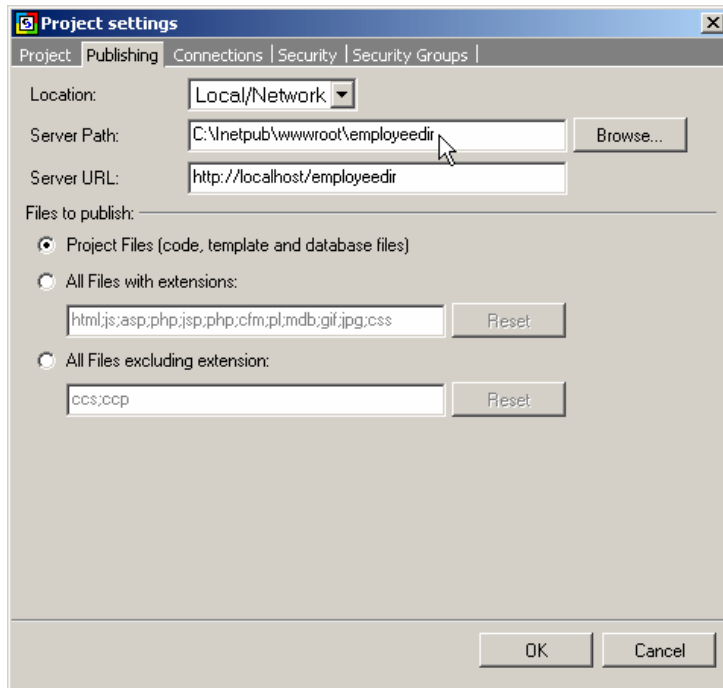 Project settings
Project Publishing Connections Security Security Groups
Location: Local/Network
Server Path: C:\Inetpub\wwwroot\employeedir Browse...
Server URL: http://localhost/employeedir
Files to publish:
Project Files (code, template and database files)
All Files with extensions:
html;js;asp;php;jsp;php;cfm;pl;mdb;gif;jpg;css Reset
All Files excluding extension:
ccs;ccp Reset
OK Cancel